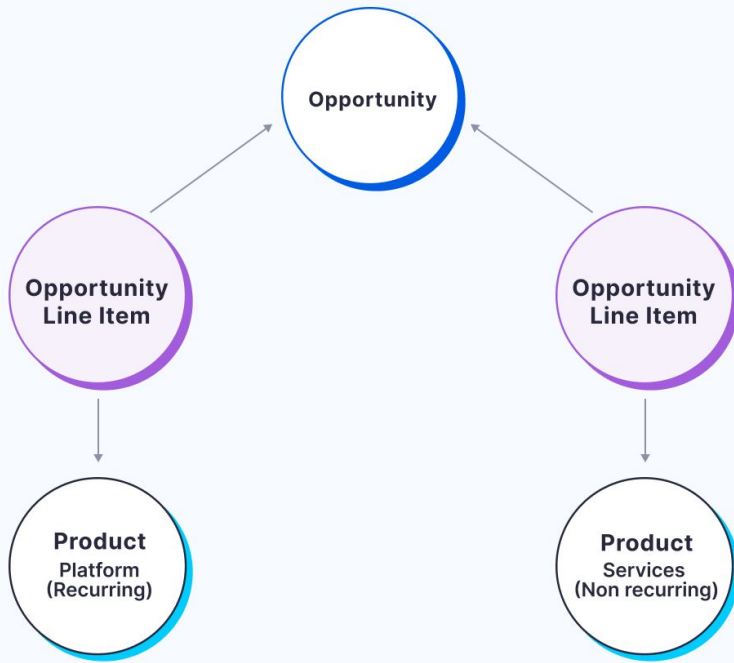 Opportunity
Opportunity
Line Item
Opportunity
Line Item
Product
Platform
(Recurring)
Product
Services
(Non recurring)